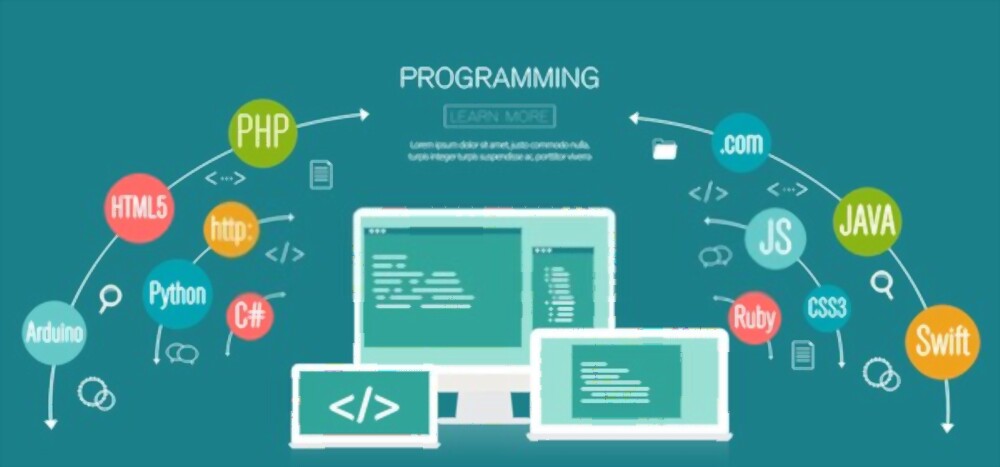 PROGRAMMING
LEARN MORE
Lorem ipsum dolor sit amet, justo commodo nulla,
turpis integer turpis suspendisse ac, porttitor viverra
PHP
HTML5
http:
Python
C#
Arduino
.com
JAVA
JS
CSS3
Ruby
Swift
<···>
</>
</>
<···>
</>